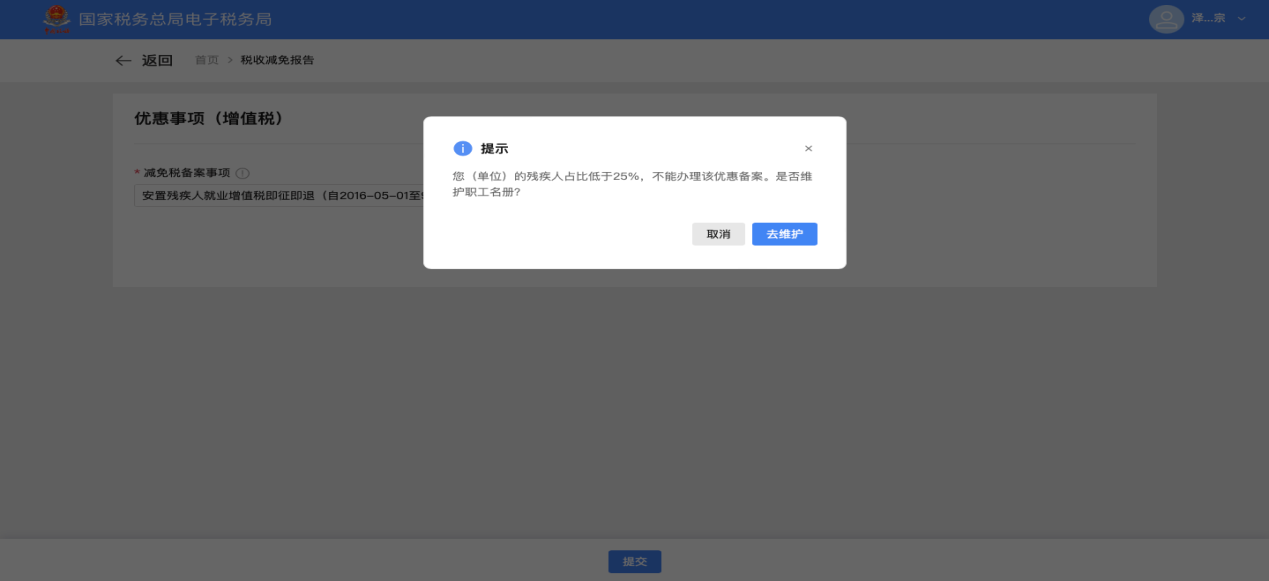 国家税务总局电子税务局
泽...宗
返回 首页 > 税收减免报告
优惠事项（增值税）
* 减免税备案事项
安置残疾人就业增值税即征即退（自2016-05-01至
提示
您（单位）的残疾人占比低于25%，不能办理该优惠备案。是否维
护职工名册?
取消 去维护
提交